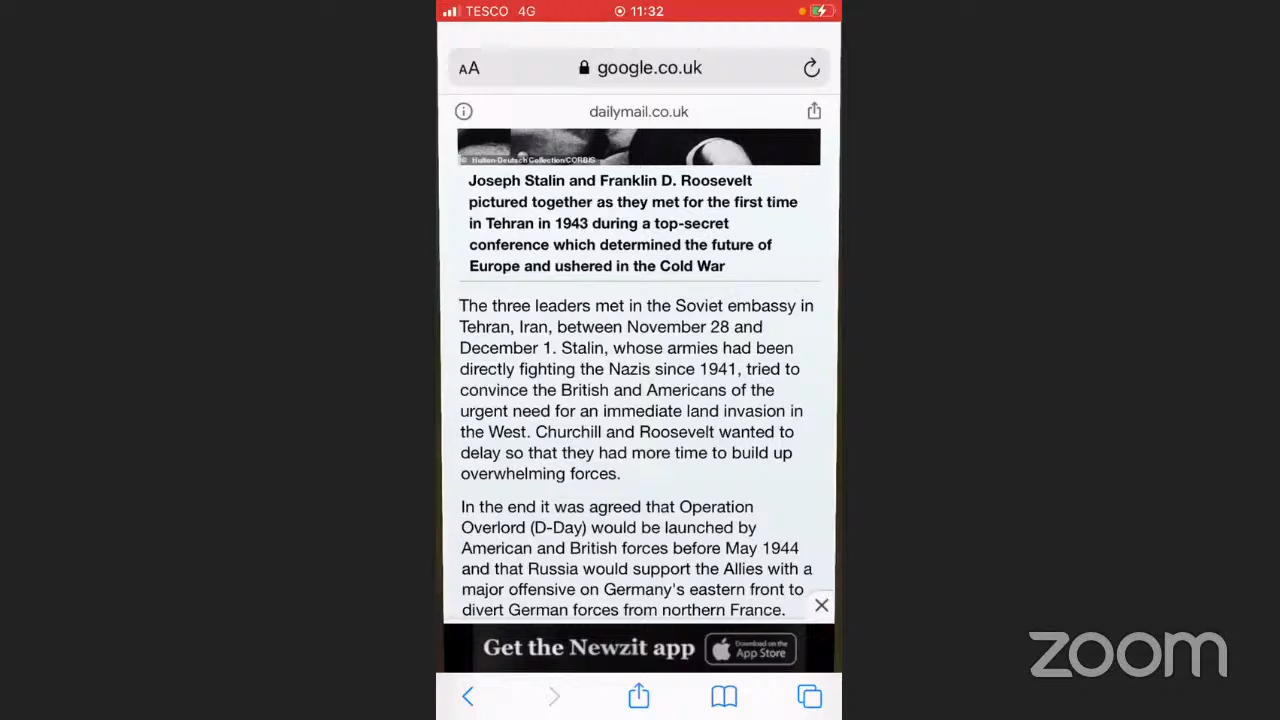 TESCO 4G 11:32
AA google.co.uk
dailymail.co.uk
© Hulton-Deutsch Collection/CORBIS
Joseph Stalin and Franklin D. Roosevelt
pictured together as they met for the first time
in Tehran in 1943 during a top-secret
conference which determined the future of
Europe and ushered in the Cold War
The three leaders met in the Soviet embassy in
Tehran, Iran, between November 28 and
December 1. Stalin, whose armies had been
directly fighting the Nazis since 1941, tried to
convince the British and Americans of the
urgent need for an immediate land invasion in
the West. Churchill and Roosevelt wanted to
delay so that they had more time to build up
overwhelming forces.
In the end it was agreed that Operation
Overlord (D-Day) would be launched by
American and British forces before May 1944
and that Russia would support the Allies with a
major offensive on Germany's eastern front to
divert German forces from northern France.
Get the Newzit app
Download on the
App Store
zoom